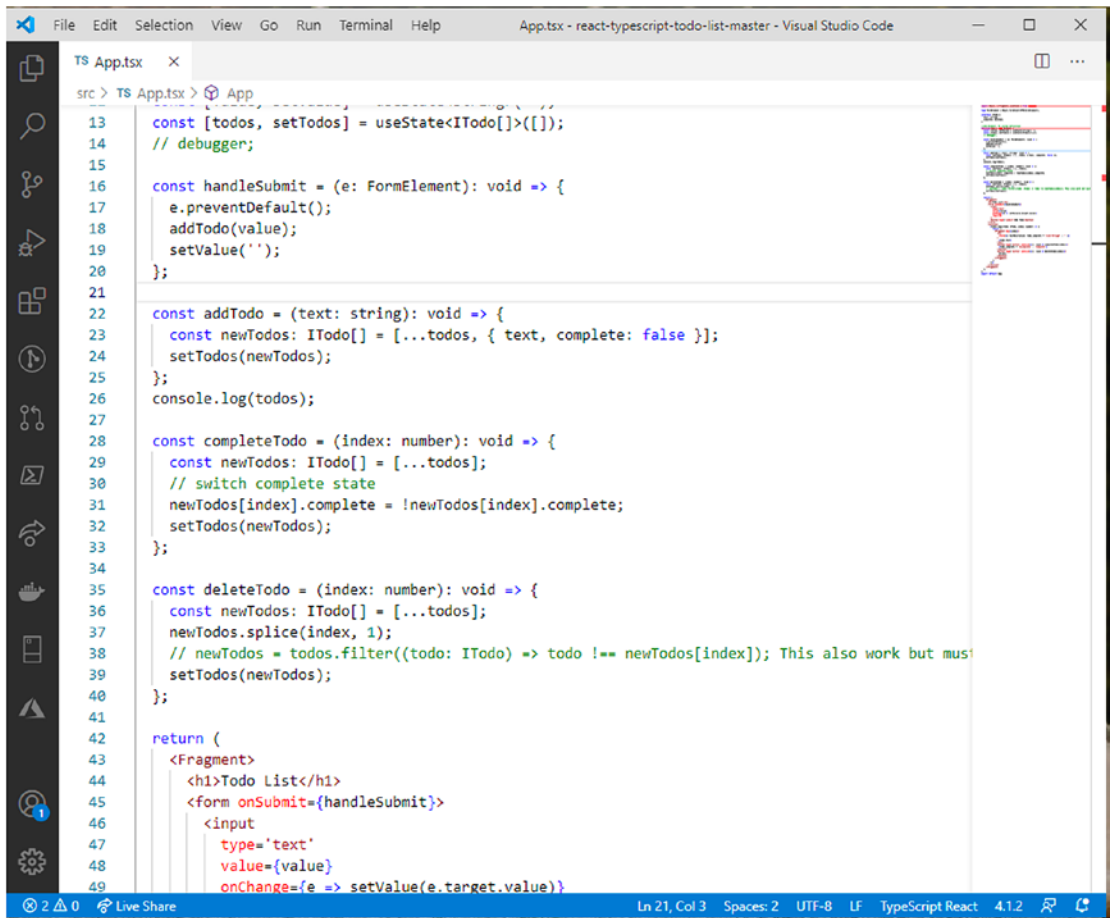 File Edit Selection View Go Run Terminal Help App.tsx - react-typescript-todo-list-master - Visual Studio Code
TS App.tsx ×
src > TS App.tsx > App
13 const [todos, setTodos] = useState<ITodo[]>([]);
14 // debugger;
15
16 const handleSubmit = (e: FormElement): void => {
17 e.preventDefault();
18 addTodo(value);
19 setValue('');
20 };
21
22 const addTodo = (text: string): void => {
23 const newTodos: ITodo[] = [...todos, { text, complete: false }];
24 setTodos(newTodos);
25 };
26 console.log(todos);
27
28 const completeTodo = (index: number): void => {
29 const newTodos: ITodo[] = [...todos];
30 // switch complete state
31 newTodos[index].complete = !newTodos[index].complete;
32 setTodos(newTodos);
33 };
34
35 const deleteTodo = (index: number): void => {
36 const newTodos: ITodo[] = [...todos];
37 newTodos.splice(index, 1);
38 // newTodos = todos.filter((todo: ITodo) => todo !== newTodos[index]); This also work but must
39 setTodos(newTodos);
40 };
41
42 return (
43 <Fragment>
44 <h1>Todo List</h1>
45 <form onSubmit={handleSubmit}>
46 <input
47 type='text'
48 value={value}
49 onChange={e => setValue(e.target.value)}
1
2 0 Live Share Ln 21, Col 3 Spaces: 2 UTF-8 LF TypeScript React 4.1.2